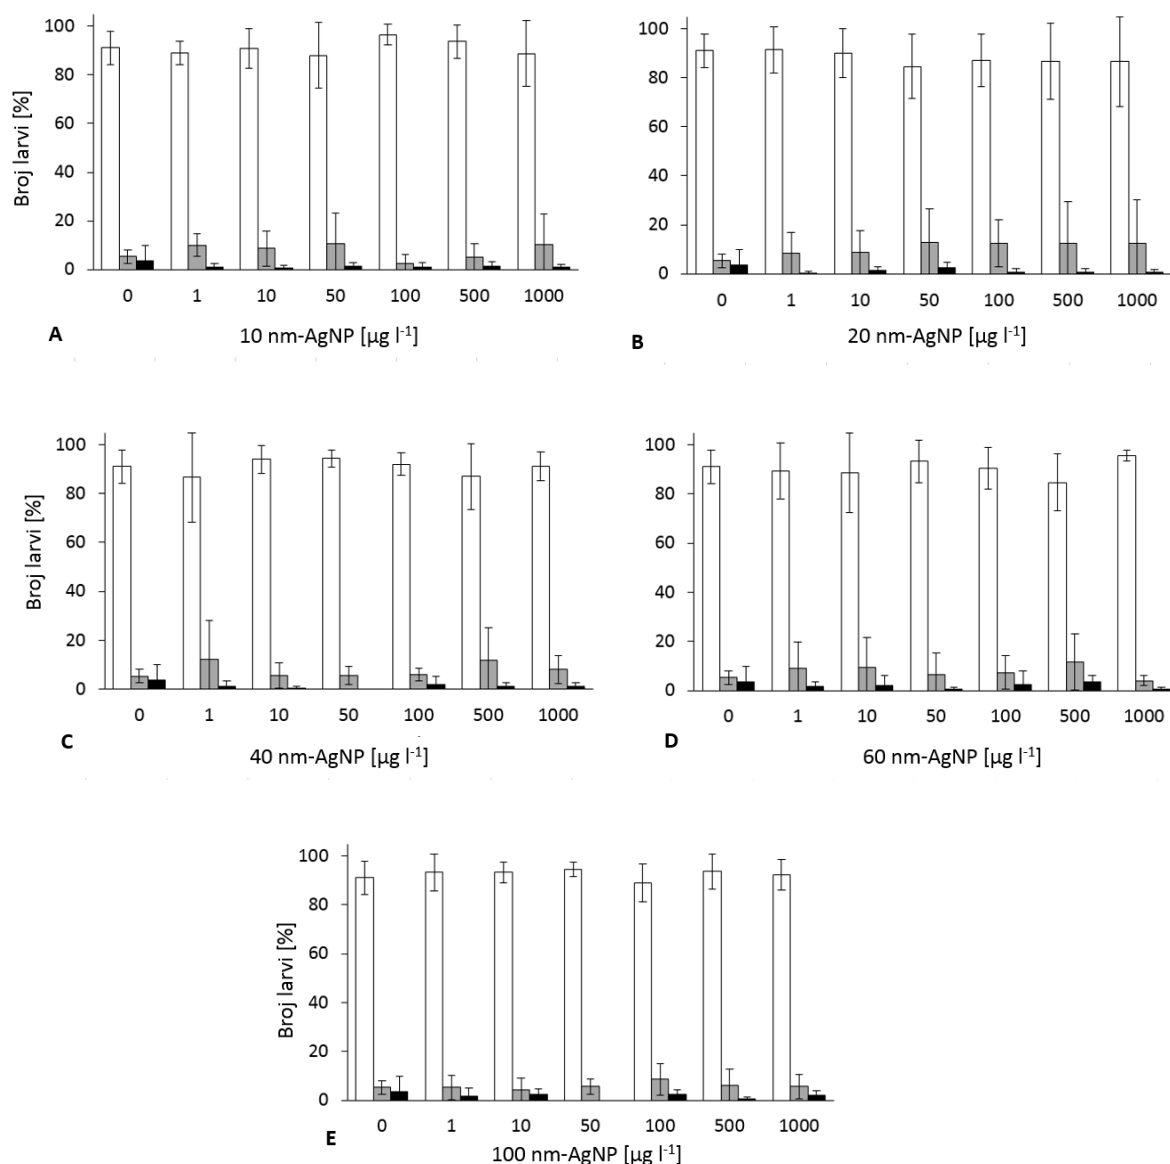 Broj larvi [%]
100
80
60
40
20
0
0 1 10 50 100 500 1000
A
10 nm-AgNP [µg l⁻¹]
100
80
60
40
20
0
0 1 10 50 100 500 1000
B
20 nm-AgNP [µg l⁻¹]
Broj larvi [%]
100
80
60
40
20
0
0 1 10 50 100 500 1000
C
40 nm-AgNP [µg l⁻¹]
100
80
60
40
20
0
0 1 10 50 100 500 1000
D
60 nm-AgNP [µg l⁻¹]
Broj larvi [%]
100
80
60
40
20
0
0 1 10 50 100 500 1000
E
100 nm-AgNP [µg l⁻¹]